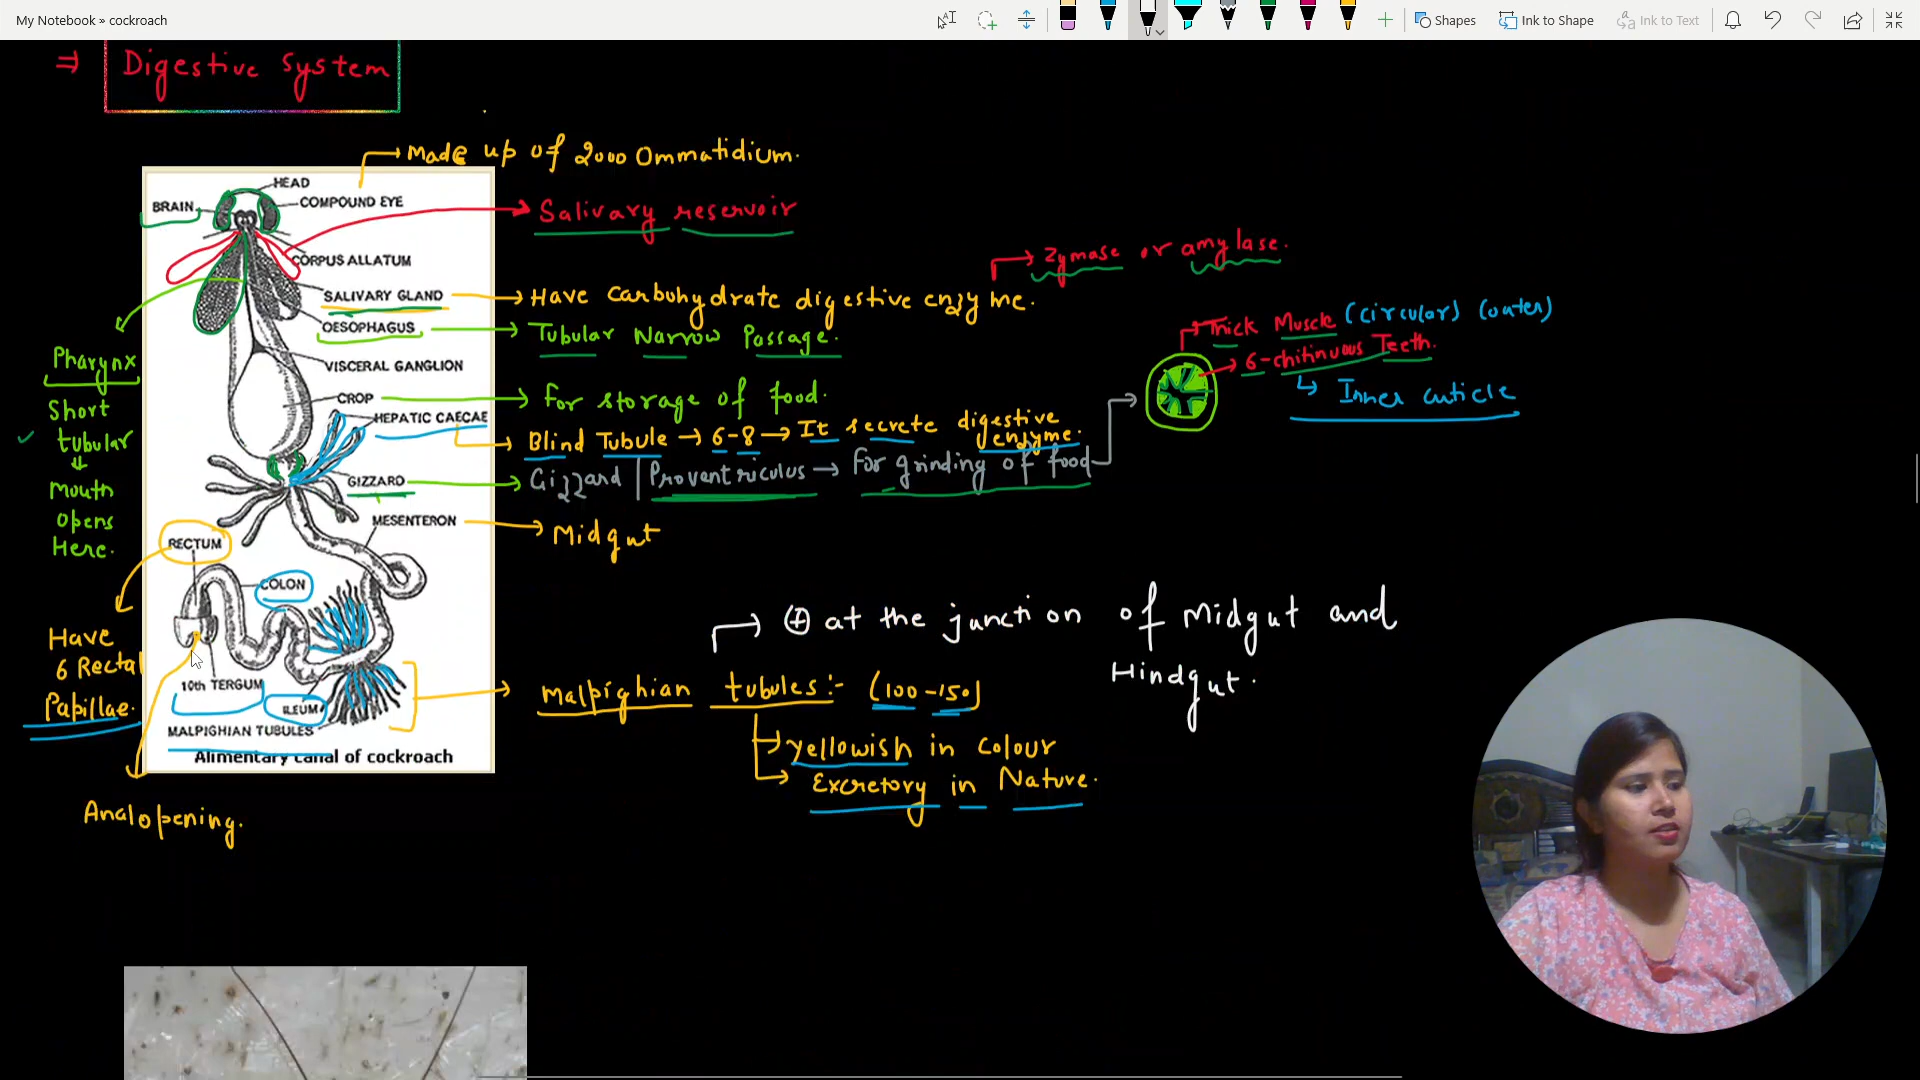 My Notebook » cockroach
Shapes
Ink to Shape
Ink to Text
⇒ Digestive System
Made up of 2000 Ommatidium.
HEAD
BRAIN
COMPOUND EYE
Salivary reservoir
CORPUS ALLATUM
Zymase or amylase.
SALIVARY GLAND
Have Carbohydrate digestive enzyme.
OESOPHAGUS
Tubular Narrow Passage.
Thick Muscle (circular) (outer)
6-chitinuous Teeth.
Inner cuticle
Pharynx
Short
tubular
Mouth
opens
Here.
VISCERAL GANGLION
CROP
For storage of food.
HEPATIC CAECAE
Blind Tubule → 6-8 → It secrete digestive
enzyme.
GIZZARD
Gizzard | Proventriculus → For grinding of food
MESENTERON
Midgut
RECTUM
COLON
Have
6 Rectal
Papillae.
⊕ at the junction of Midgut and
Hindgut.
10th TERGUM
ILEUM
Malpighian tubules:- (100-150)
MALPIGHIAN TUBULES
yellowish in Colour
Excretory in Nature.
Alimentary canal of cockroach
Anal opening.